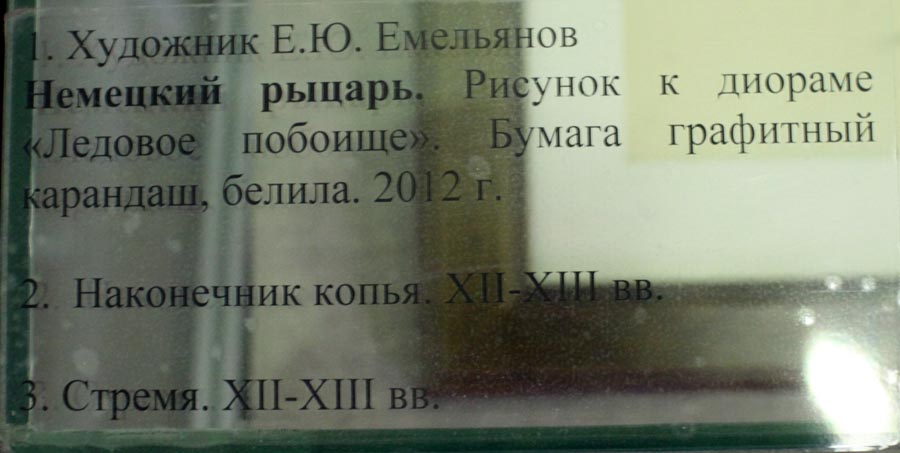 1. Художник Е.Ю. Емельянов
Немецкий рыцарь. Рисунок к диораме
«Ледовое побоище». Бумага графитный
карандаш, белила. 2012 г.
2. Наконечник копья. XII-XIII вв.
3. Стремя. XII-XIII вв.